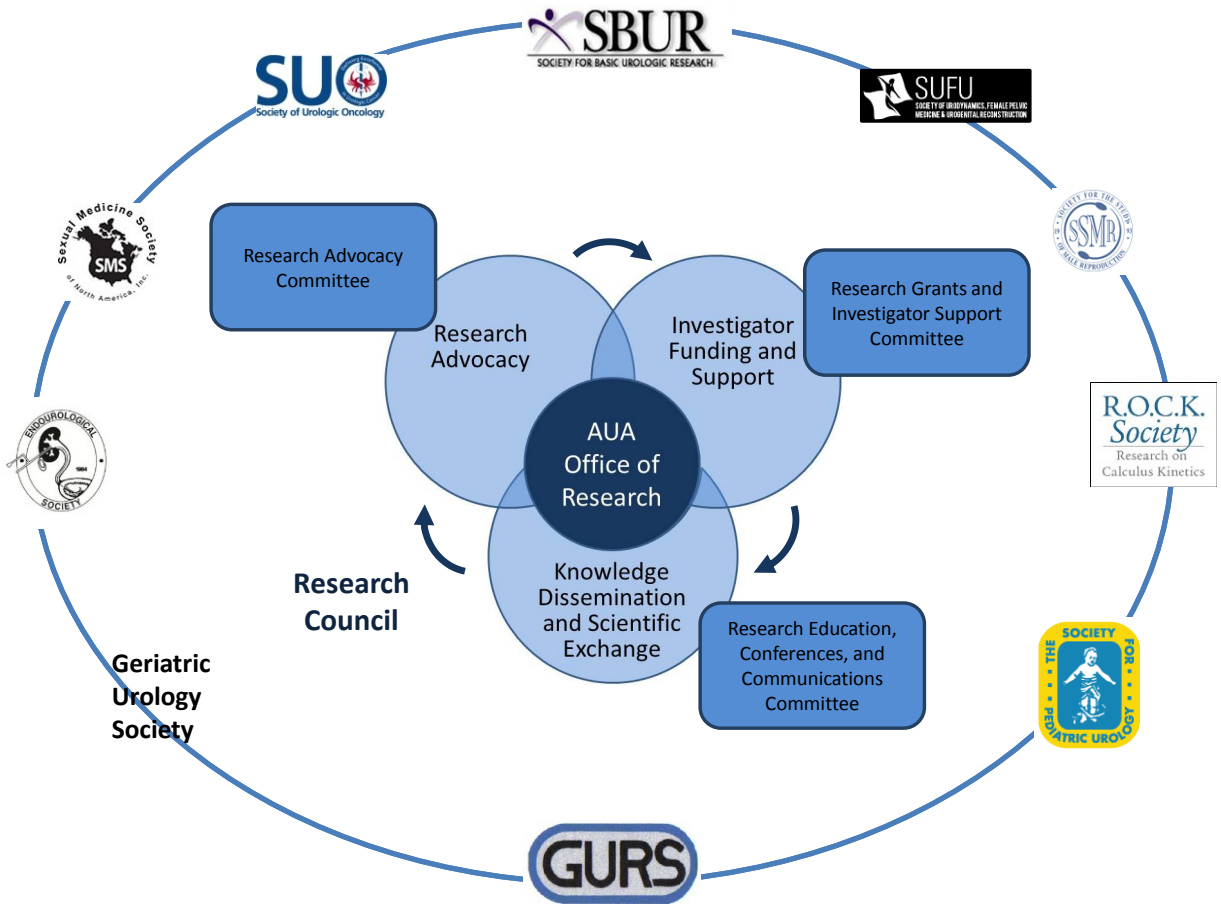 SBUR
SOCIETY FOR BASIC UROLOGIC RESEARCH
SUO
Society of Urologic Oncology
SUFU
SOCIETY OF URODYNAMICS, FEMALE PELVIC
MEDICINE & UROGENITAL RECONSTRUCTION
Sexual Medicine Society
SMS
of North America, Inc.
SOCIETY FOR THE STUDY
SSMR
OF MALE REPRODUCTION
Research Advocacy
Committee
Research Grants and
Investigator Support
Committee
Research
Advocacy
Investigator
Funding and
Support
R.O.C.K.
Society
Research on
Calculus Kinetics
ENDOUROLOGICAL
1984
SOCIETY
AUA
Office of
Research
Research
Council
Knowledge
Dissemination
and Scientific
Exchange
Research Education,
Conferences, and
Communications
Committee
Geriatric
Urology
Society
THE SOCIETY FOR
PEDIATRIC UROLOGY
GURS